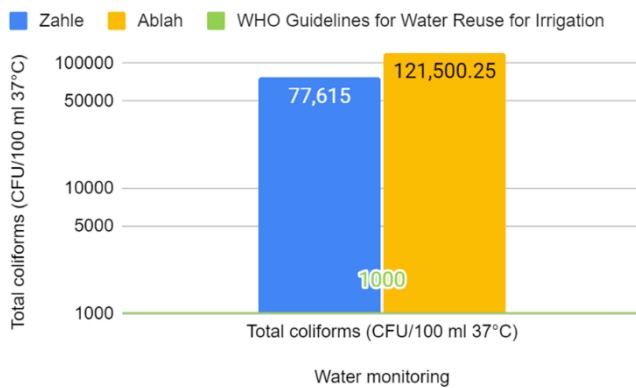 Zahle Ablah WHO Guidelines for Water Reuse for Irrigation
Total coliforms (CFU/100 ml 37°C)
100000
50000
10000
5000
1000
77,615
121,500.25
1000
Total coliforms (CFU/100 ml 37°C)
Water monitoring